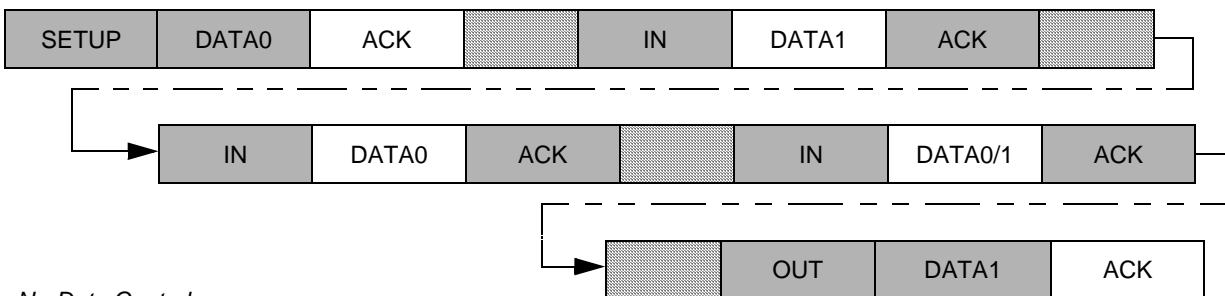 SETUP DATA0 ACK IN DATA1 ACK
IN DATA0 ACK IN DATA0/1 ACK
OUT DATA1 ACK